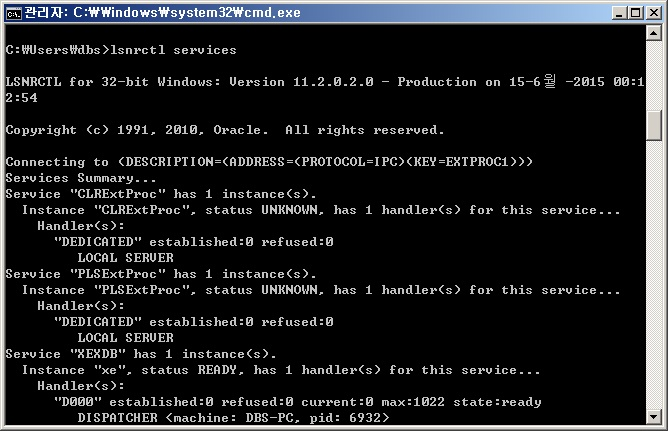 관리자: C:₩Windows₩system32₩cmd.exe
C:₩Users₩dbs>lsnrctl services
LSNRCTL for 32-bit Windows: Version 11.2.0.2.0 - Production on 15-6월 -2015 00:1
2:54
Copyright (c) 1991, 2010, Oracle.  All rights reserved.
Connecting to (DESCRIPTION=(ADDRESS=(PROTOCOL=IPC)(KEY=EXTPROC1)))
Services Summary...
Service "CLRExtProc" has 1 instance(s).
  Instance "CLRExtProc", status UNKNOWN, has 1 handler(s) for this service...
    Handler(s):
      "DEDICATED" established:0 refused:0
         LOCAL SERVER
Service "PLSExtProc" has 1 instance(s).
  Instance "PLSExtProc", status UNKNOWN, has 1 handler(s) for this service...
    Handler(s):
      "DEDICATED" established:0 refused:0
         LOCAL SERVER
Service "XEXDB" has 1 instance(s).
  Instance "xe", status READY, has 1 handler(s) for this service...
    Handler(s):
      "D000" established:0 refused:0 current:0 max:1022 state:ready
         DISPATCHER <machine: DBS-PC, pid: 6932>